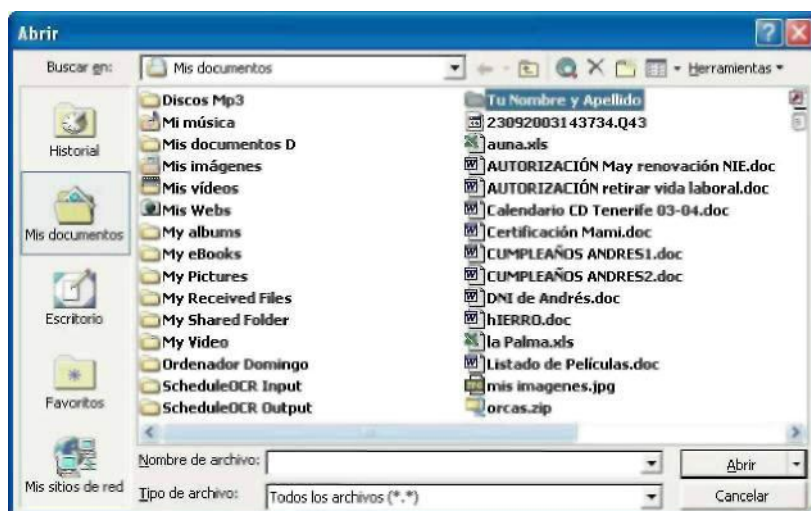 Abrir
Buscar en:
Mis documentos
Herramientas
Historial
Mis documentos
Escritorio
Favoritos
Mis sitios de red
Discos Mp3
Mi música
Mis documentos D
Mis imágenes
Mis vídeos
Mis Webs
My albums
My eBooks
My Pictures
My Received Files
My Shared Folder
My Video
Ordenador Domingo
ScheduleOCR Input
ScheduleOCR Output
Tu Nombre y Apellido
23092003143734.Q43
auna.xls
AUTORIZACIÓN May renovación NIE.doc
AUTORIZACIÓN retirar vida laboral.doc
Calendario CD Tenerife 03-04.doc
Certificación Mami.doc
CUMPLEAÑOS ANDRES1.doc
CUMPLEAÑOS ANDRES2.doc
DNI de Andrés.doc
hIERRO.doc
la Palma.xls
Listado de Películas.doc
mis imagenes.jpg
orcas.zip
Nombre de archivo:
Abrir
Tipo de archivo:
Todos los archivos (*.*)
Cancelar